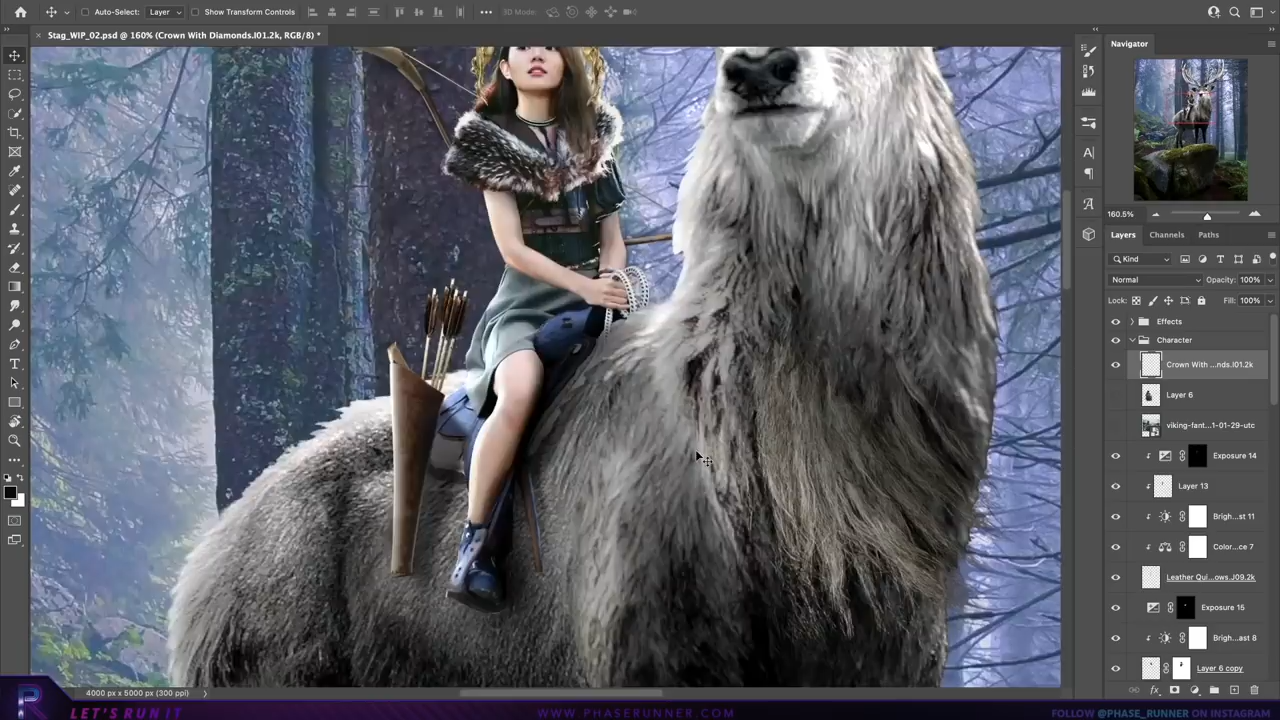 Auto-Select: Layer Show Transform Controls 3D Mode:
Stag_WIP_02.psd @ 160% (Crown With Diamonds.I01.2k, RGB/8) *
Navigator
160.5%
Layers Channels Paths
Kind
Normal Opacity: 100%
Lock: Fill: 100%
Effects
Character
Crown With ...nds.I01.2k
Layer 6
viking-fant...1-01-29-utc
Exposure 14
Layer 13
Brigh...st 11
Color...ce 7
Leather Qui...ows.J09.2k
Exposure 15
Brigh...ast 8
Layer 6 copy
4000 px x 5000 px (300 ppi)
LET'S RUN IT
WWW.PHASERUNNER.COM
FOLLOW @PHASE_RUNNER ON INSTAGRAM